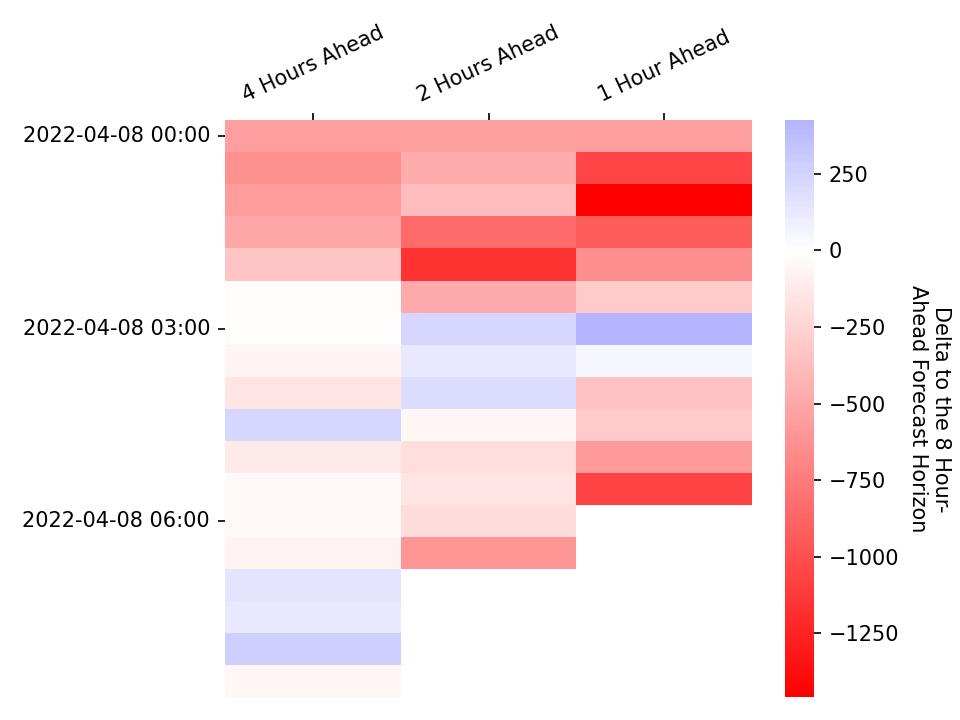 4 Hours Ahead
2 Hours Ahead
1 Hour Ahead
2022-04-08 00:00
2022-04-08 03:00
2022-04-08 06:00
250
0
−250
−500
−750
−1000
−1250
Delta to the 8 Hour-
Ahead Forecast Horizon